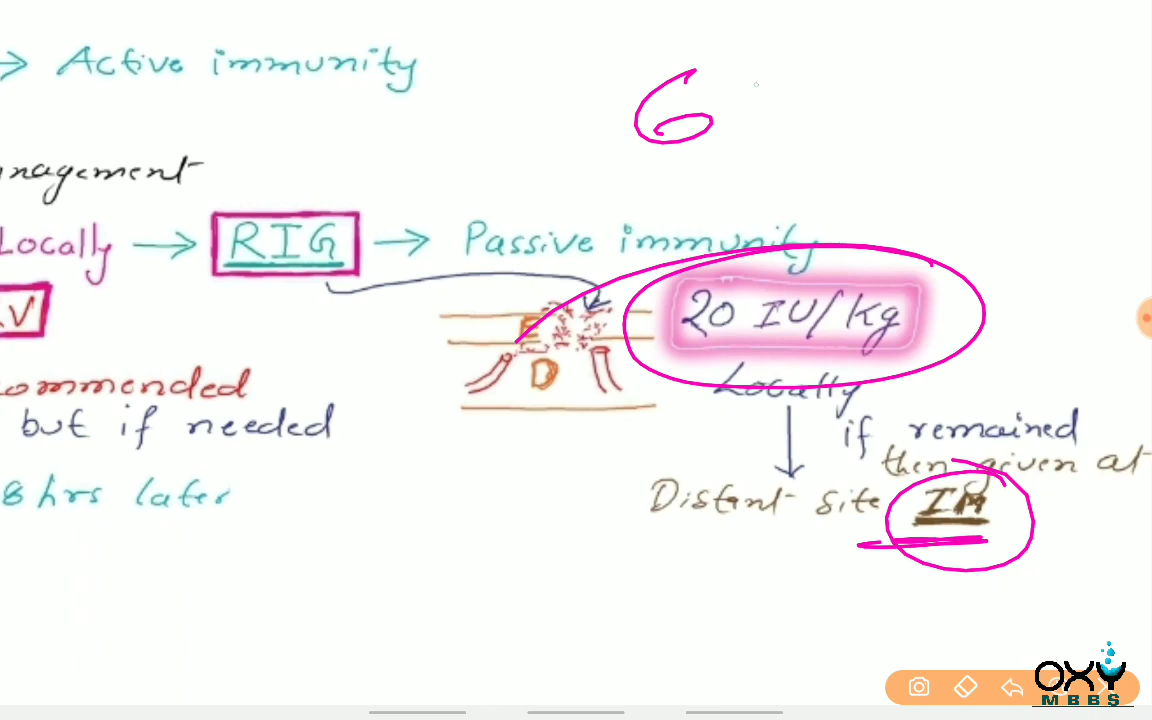 → Active immunity
6
nagement
Locally → RIG → Passive immunity
20 IU/Kg
V
E
D
Locally
ommended
but if needed
if remained
then given at
8 hrs later
Distant site IM
OXY
MBBS